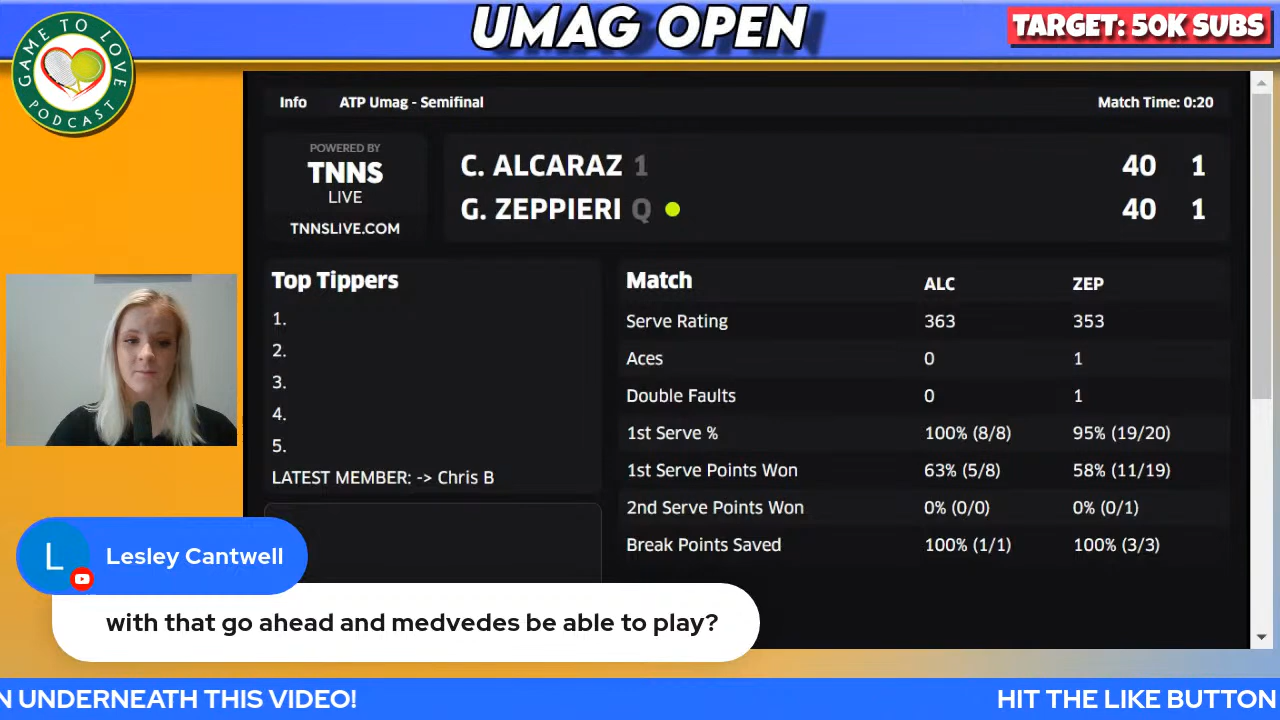 GAME TO LOVE
PODCAST
UMAG OPEN
TARGET: 50K SUBS
Info
ATP Umag - Semifinal
Match Time: 0:20
POWERED BY
TNNS
LIVE
TNNSLIVE.COM
C. ALCARAZ 1 40 1
G. ZEPPIERI Q 40 1
Top Tippers
1.
2.
3.
4.
5.
LATEST MEMBER: -> Chris B
Match ALC ZEP
Serve Rating 363 353
Aces 0 1
Double Faults 0 1
1st Serve % 100% (8/8) 95% (19/20)
1st Serve Points Won 63% (5/8) 58% (11/19)
2nd Serve Points Won 0% (0/0) 0% (0/1)
Break Points Saved 100% (1/1) 100% (3/3)
L
Lesley Cantwell
with that go ahead and medvedes be able to play?
N UNDERNEATH THIS VIDEO!
HIT THE LIKE BUTTON